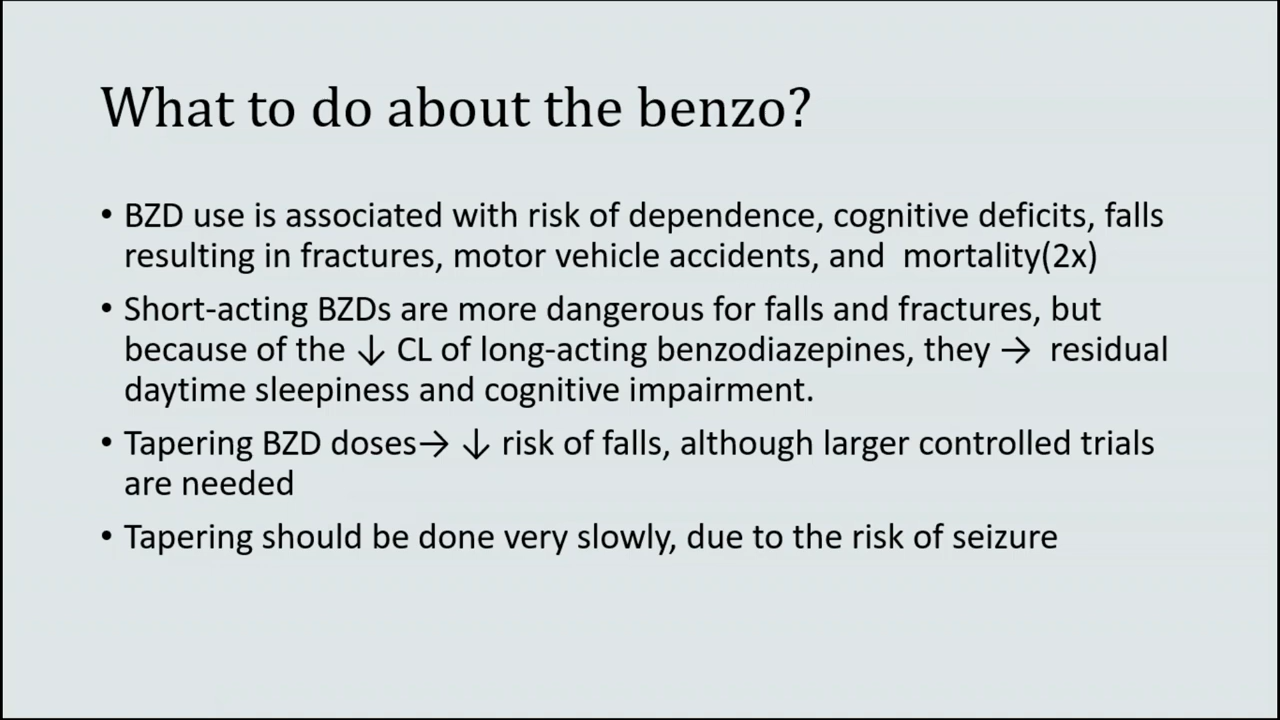 What to do about the benzo?
• BZD use is associated with risk of dependence, cognitive deficits, falls
resulting in fractures, motor vehicle accidents, and  mortality(2x)
• Short-acting BZDs are more dangerous for falls and fractures, but
because of the ↓ CL of long-acting benzodiazepines, they →  residual
daytime sleepiness and cognitive impairment.
• Tapering BZD doses→ ↓ risk of falls, although larger controlled trials
are needed
• Tapering should be done very slowly, due to the risk of seizure